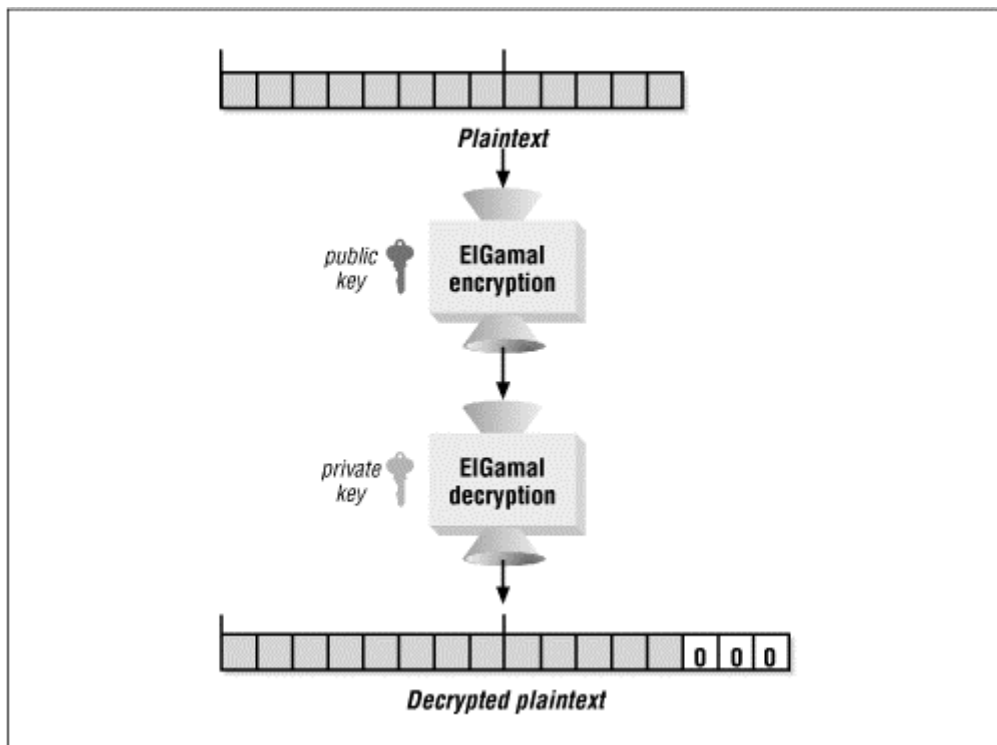 Plaintext
public
key
ElGamal
encryption
private
key
ElGamal
decryption
0 0 0
Decrypted plaintext